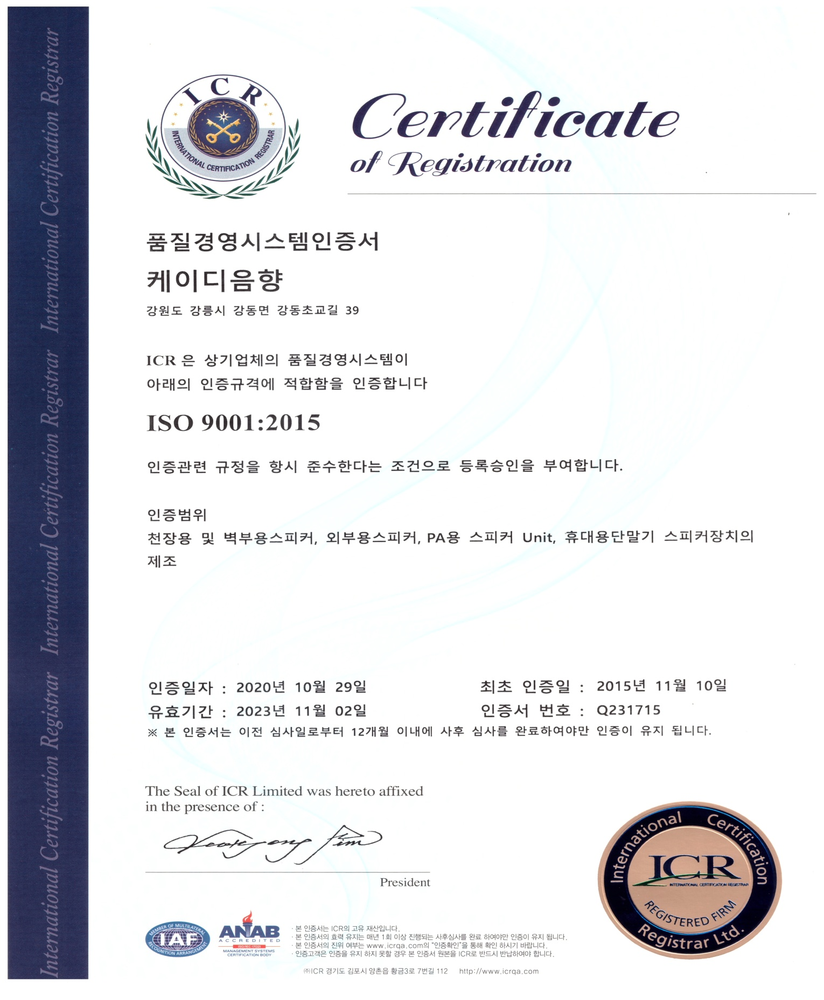 International Certification Registrar International Certification Registrar International Certification Registrar
ICR
INTERNATIONAL CERTIFICATION REGISTRAR
Certificate
of Registration
품질경영시스템인증서
케이디음향
강원도 강릉시 강동면 강동초교길 39
ICR 은 상기업체의 품질경영시스템이
아래의 인증규격에 적합함을 인증합니다
ISO 9001:2015
인증관련 규정을 항시 준수한다는 조건으로 등록승인을 부여합니다.
인증범위
천장용 및 벽부용스피커, 외부용스피커, PA용 스피커 Unit, 휴대용단말기 스피커장치의
제조
인증일자 : 2020년 10월 29일 최초 인증일 : 2015년 11월 10일
유효기간 : 2023년 11월 02일 인증서 번호 : Q231715
※ 본 인증서는 이전 심사일로부터 12개월 이내에 사후 심사를 완료하여야만 인증이 유지 됩니다.
The Seal of ICR Limited was hereto affixed
in the presence of :
President
International Certification
ICR
INTERNATIONAL CERTIFICATION REGISTRAR
REGISTERED FIRM
Registrar Ltd.
MEMBER OF MULTILATERAL
IAF
RECOGNITION ARRANGEMENT
ANAB
ACCREDITED
ISO/IEC 17021
MANAGEMENT SYSTEMS
CERTIFICATION BODY
· 본 인증서는 ICR의 고유 재산입니다.
· 본 인증서의 효력 유지는 매년 1회 이상 진행되는 사후심사를 완료 하여야만 인증이 유지 됩니다.
· 본 인증서의 진위 여부는 www.icrqa.com의 “인증확인”을 통해 확인 하시기 바랍니다.
· 인증고객은 인증을 유지 하지 못할 경우 본 인증서 원본을 ICR로 반드시 반납하여야 합니다.
㈜ICR 경기도 김포시 양촌읍 황금3로 7번길 112 http://www.icrqa.com